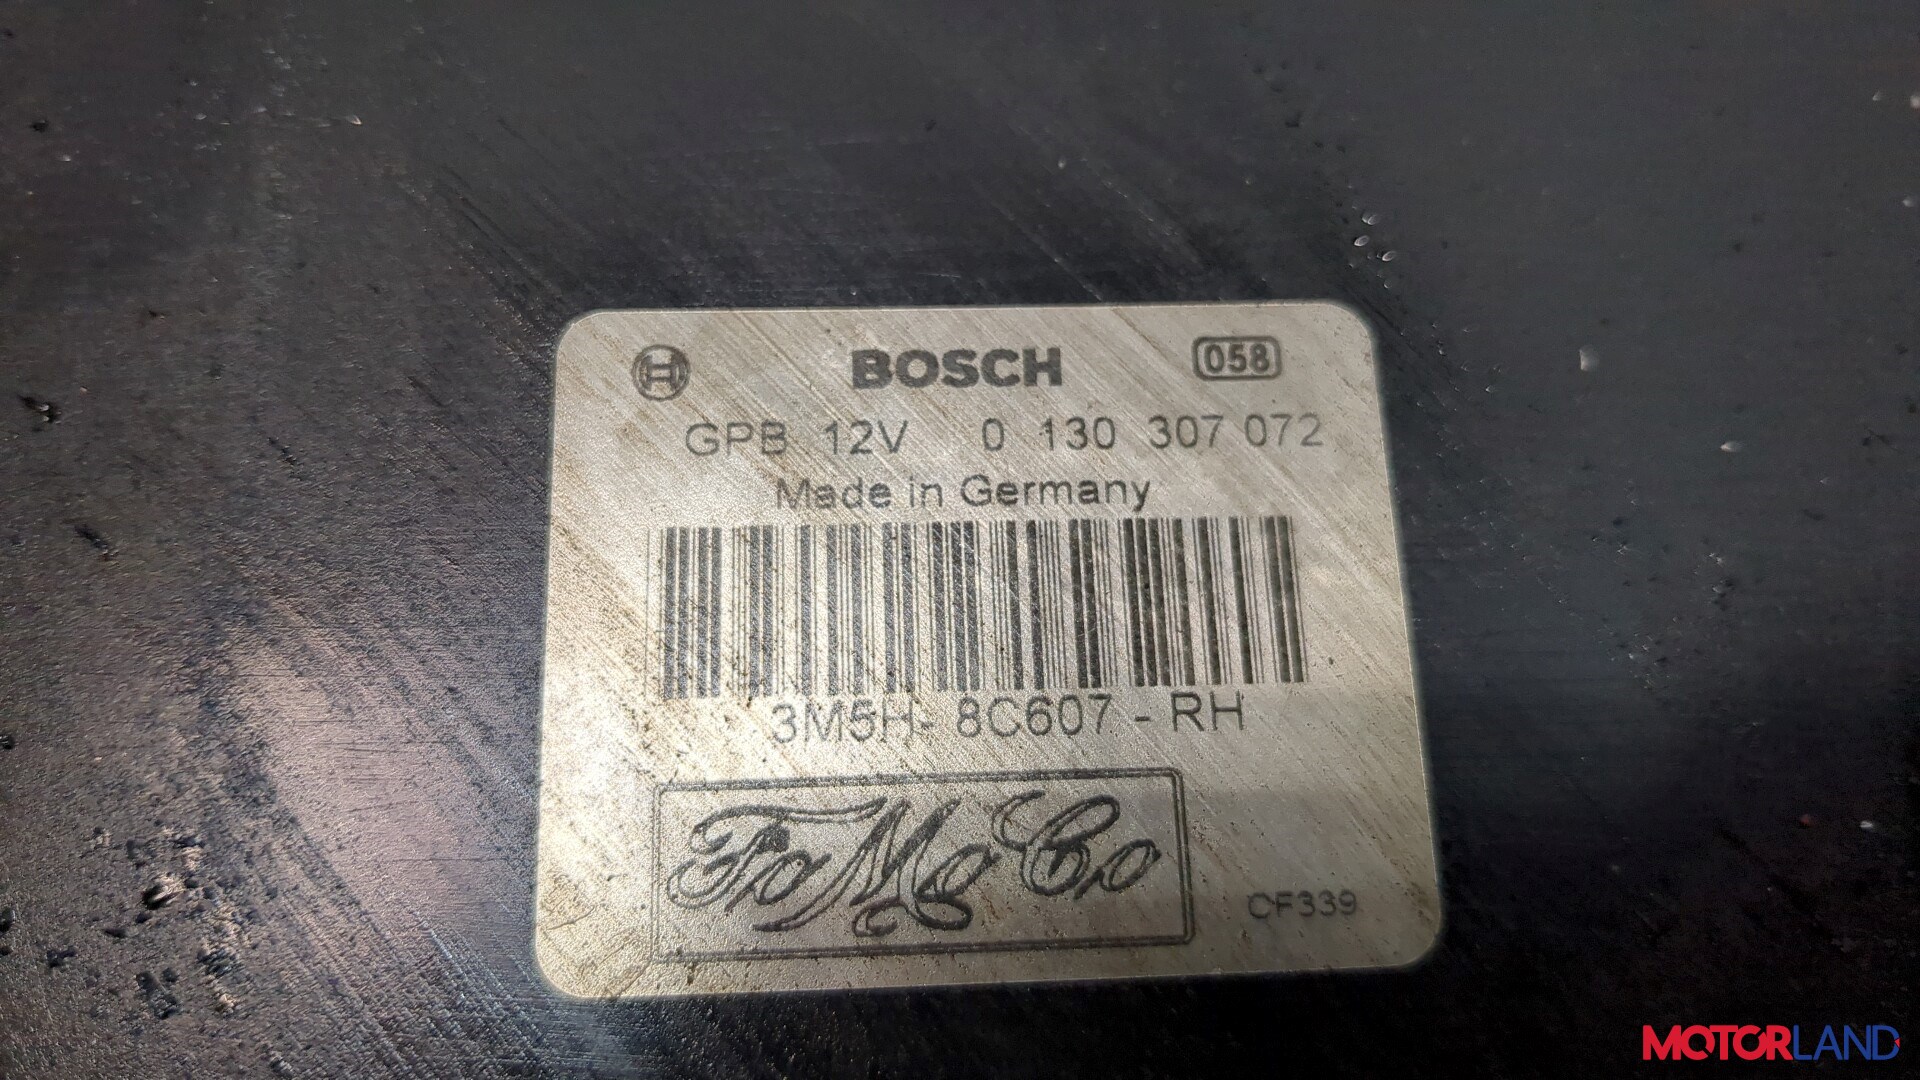 BOSCH 058
GPB 12V 0 130 307 072
Made in Germany
3M5H- 8C607 - RH
FoMoCo
CF339
MOTORLAND